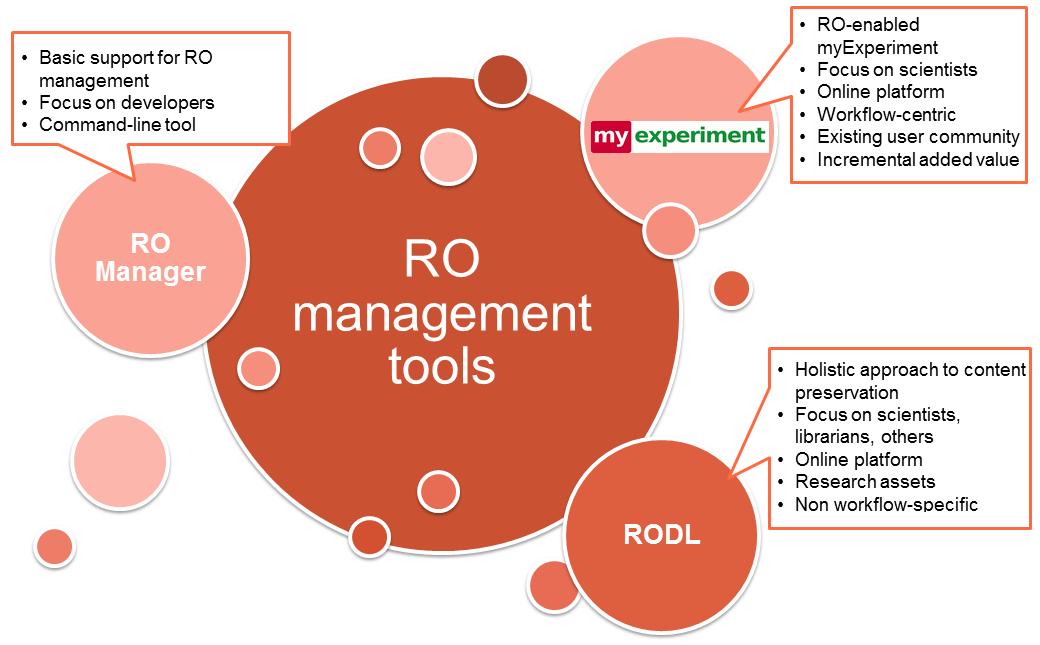 • Basic support for RO
management
• Focus on developers
• Command-line tool
• RO-enabled
myExperiment
• Focus on scientists
• Online platform
• Workflow-centric
• Existing user community
• Incremental added value
my experiment
RO
Manager
RO
management
tools
• Holistic approach to content
preservation
• Focus on scientists,
librarians, others
• Online platform
• Research assets
• Non workflow-specific
RODL